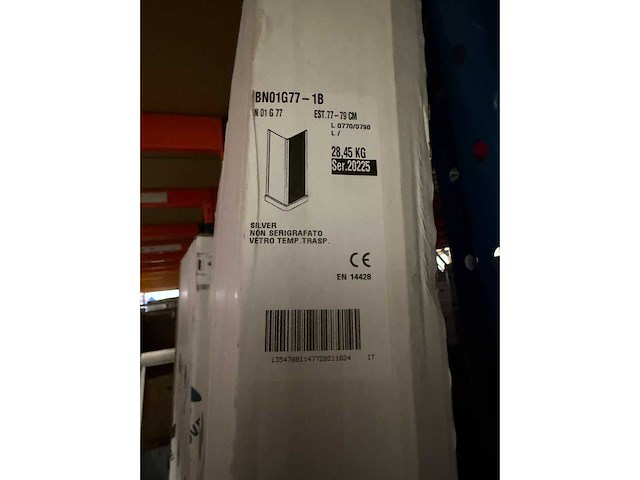 BN01G77-1B
N 01 G 77 EST.77-79 CM
L 0770/0790
L /
28,45 KG
Ser.20225
SILVER
NON SERIGRAFATO
VETRO TEMP.TRASP.
CE
EN 14428
IT